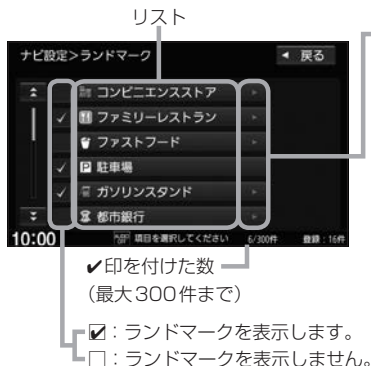 リスト
ナビ設定>ランドマーク
◀ 戻る
コンビニエンスストア
ファミリーレストラン
ファストフード
P 駐車場
ガソリンスタンド
都市銀行
10:00
項目を選択してください
6/300件
登録：16件
✔印を付けた数
（最大300件まで）
☑：ランドマークを表示します。
□：ランドマークを表示しません。